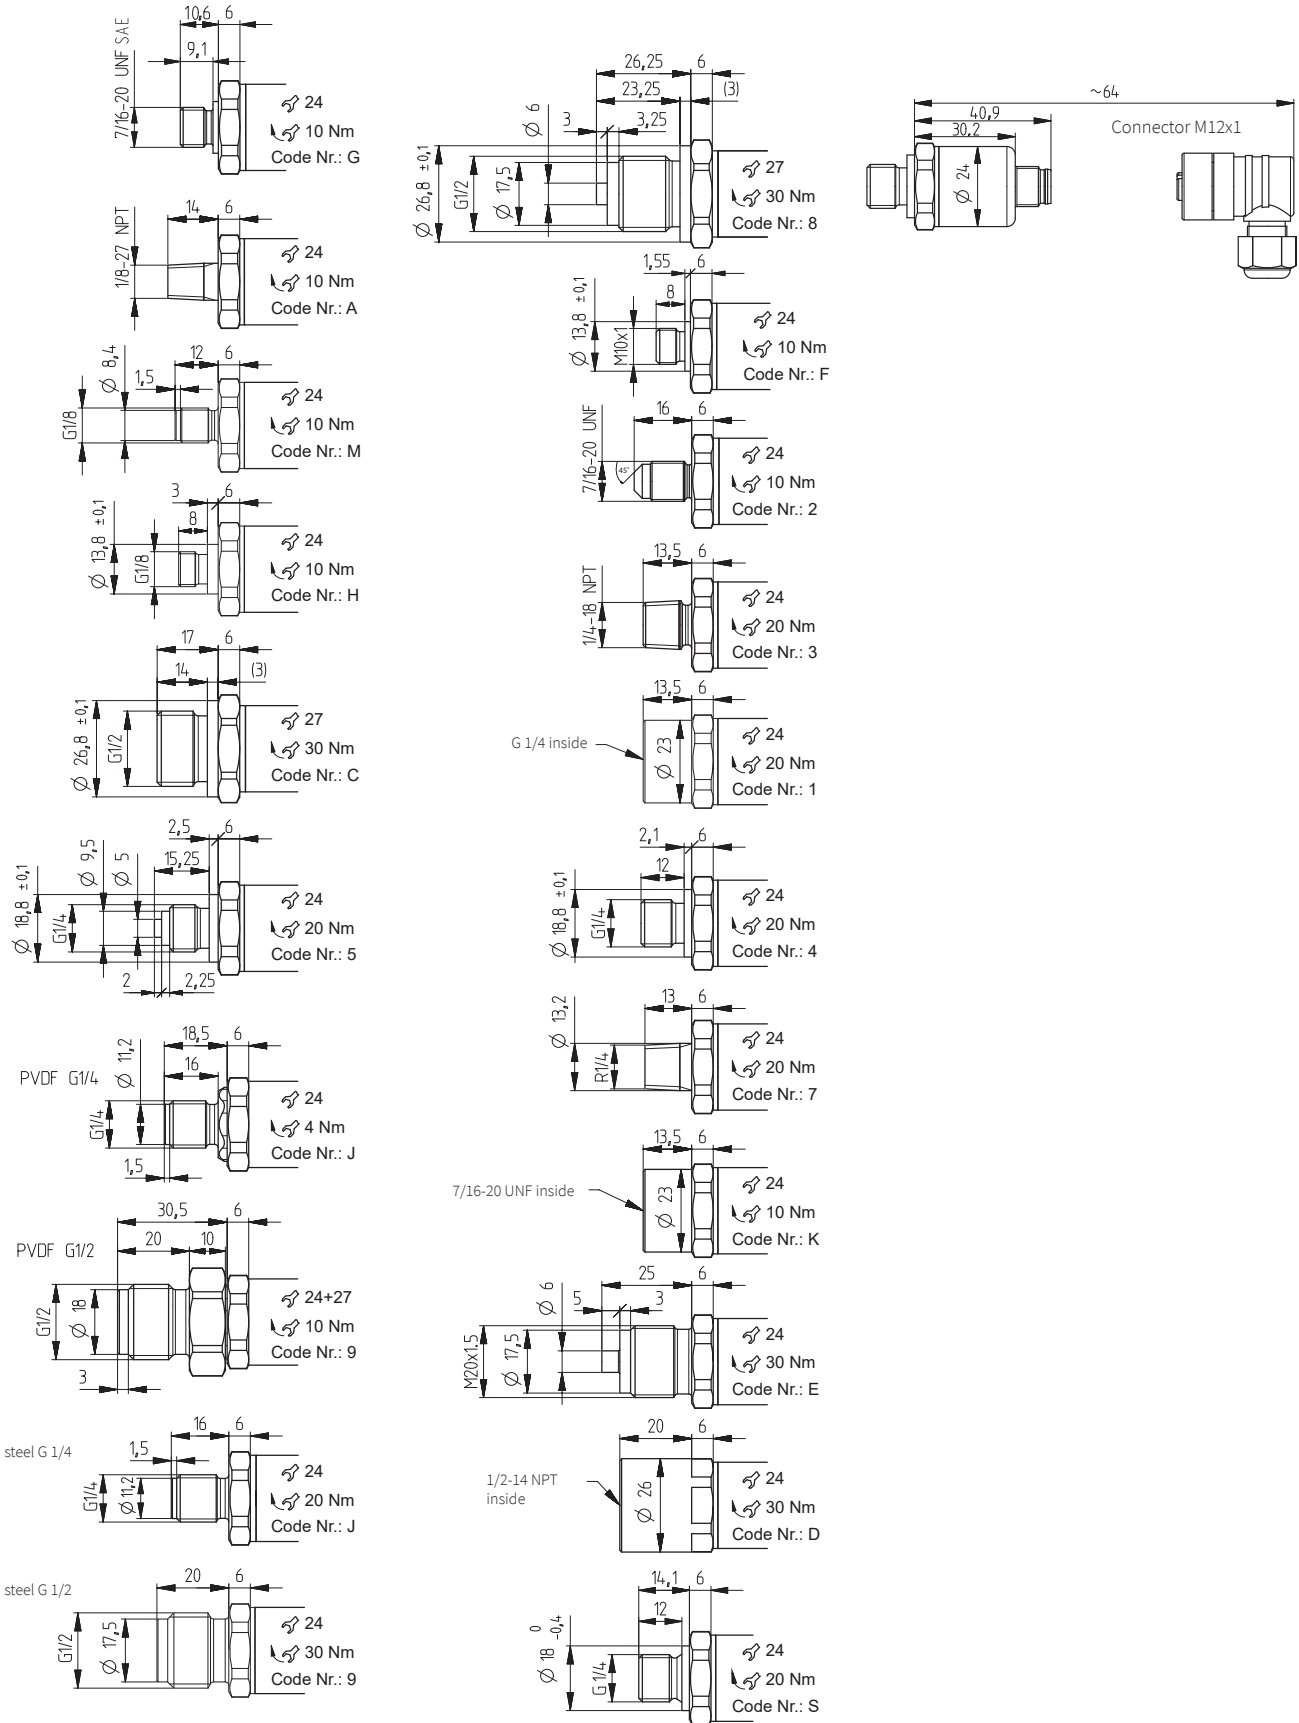 10,6
6
9,1
7/16-20 UNF SAE
24
10 Nm
Code Nr.: G
14
6
1/8-27 NPT
24
10 Nm
Code Nr.: A
12
6
Ø 8,4
1,5
G1/8
24
10 Nm
Code Nr.: M
3
6
8
Ø 13,8 ±0,1
G1/8
24
10 Nm
Code Nr.: H
17
6
14
(3)
Ø 26,8 ±0,1
G1/2
27
30 Nm
Code Nr.: C
2,5
6
15,25
Ø 9,5
Ø 5
Ø 18,8 ±0,1
G1/4
2
2,25
24
20 Nm
Code Nr.: 5
PVDF G1/4
18,5
6
16
Ø 11,2
G1/4
1,5
24
4 Nm
Code Nr.: J
PVDF G1/2
30,5
6
20
10
G1/2
Ø 18
3
24+27
10 Nm
Code Nr.: 9
steel G 1/4
16
6
1,5
G1/4
Ø 11,2
24
20 Nm
Code Nr.: J
steel G 1/2
20
6
G1/2
Ø 17,5
24
30 Nm
Code Nr.: 9
26,25
6
23,25
(3)
Ø 6
3
3,25
Ø 26,8 ±0,1
G1/2
Ø 17,5
27
30 Nm
Code Nr.: 8
1,55
6
8
Ø 13,8 ±0,1
M10x1
24
10 Nm
Code Nr.: F
16
6
7/16-20 UNF
45°
24
10 Nm
Code Nr.: 2
13,5
6
1/4-18 NPT
24
20 Nm
Code Nr.: 3
13,5
6
G 1/4 inside
Ø 23
24
20 Nm
Code Nr.: 1
2,1
6
12
Ø 18,8 ±0,1
G1/4
24
20 Nm
Code Nr.: 4
13
6
Ø 13,2
R1/4
24
20 Nm
Code Nr.: 7
13,5
6
7/16-20 UNF inside
Ø 23
24
10 Nm
Code Nr.: K
25
6
Ø 6
5
3
M20x1.5
Ø 17,5
24
30 Nm
Code Nr.: E
20
6
1/2-14 NPT
inside
Ø 26
24
30 Nm
Code Nr.: D
14,1
6
12
Ø 18 0 -0,4
G 1/4
24
20 Nm
Code Nr.: S
~64
40,9
30,2
Connector M12x1
Ø 24